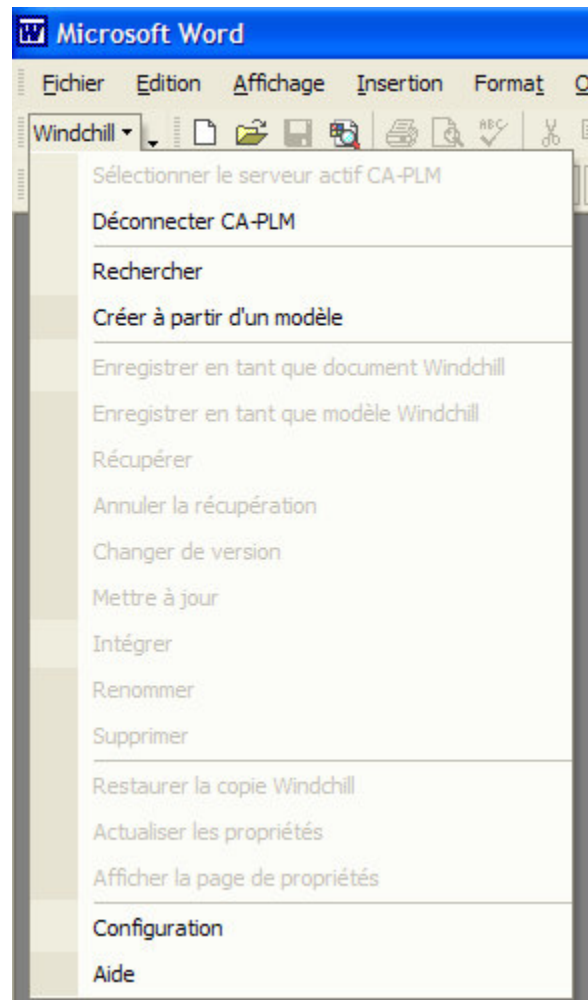 Microsoft Word
Fichier Edition Affichage Insertion Format O
Windchill
Sélectionner le serveur actif CA-PLM
Déconnecter CA-PLM
Rechercher
Créer à partir d'un modèle
Enregistrer en tant que document Windchill
Enregistrer en tant que modèle Windchill
Récupérer
Annuler la récupération
Changer de version
Mettre à jour
Intégrer
Renommer
Supprimer
Restaurer la copie Windchill
Actualiser les propriétés
Afficher la page de propriétés
Configuration
Aide